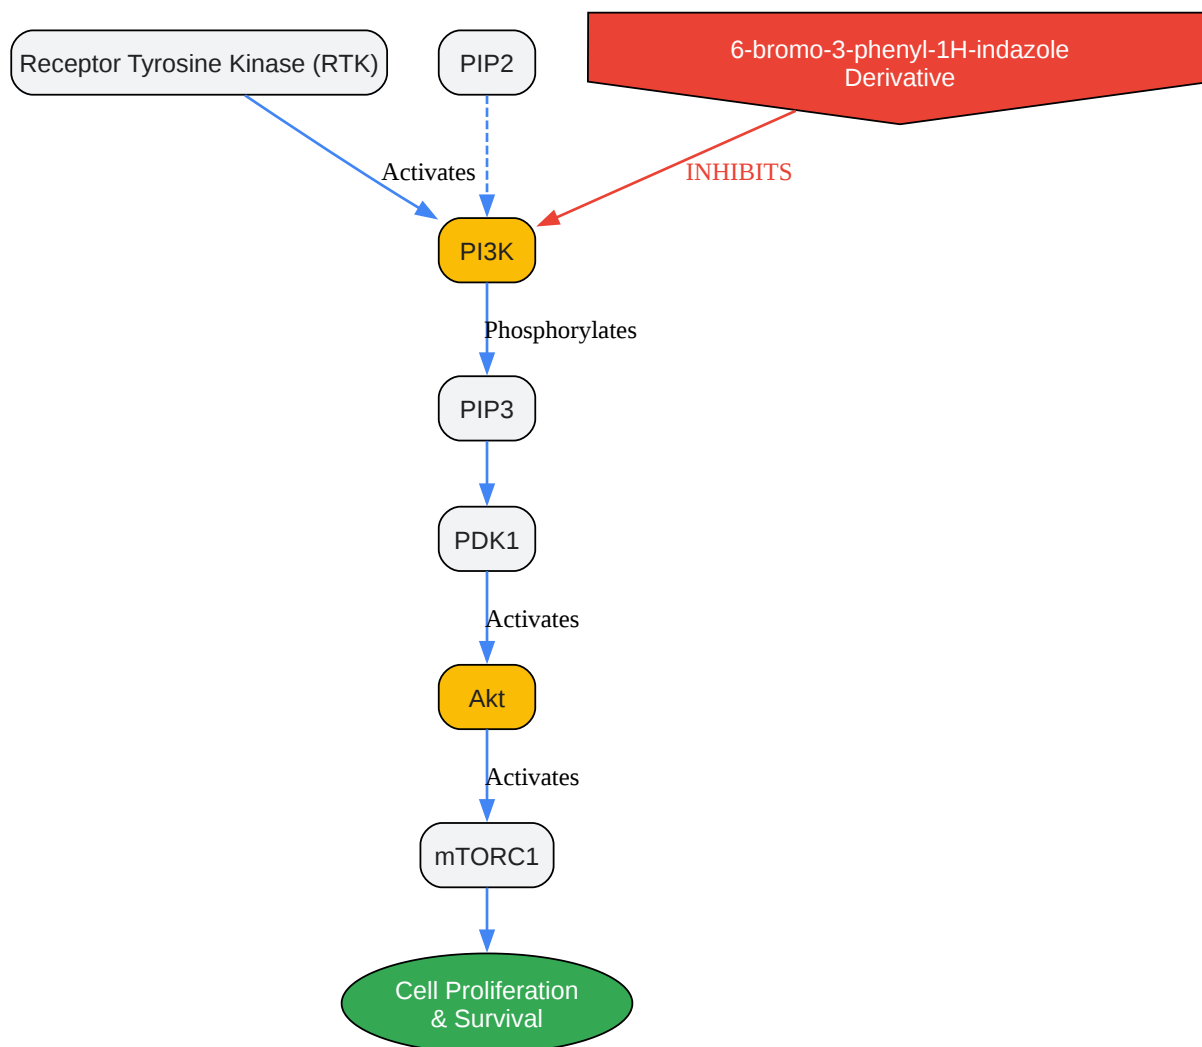 Receptor Tyrosine Kinase (RTK)
PIP2
6-bromo-3-phenyl-1H-indazole
Derivative
Activates
INHIBITS
PI3K
Phosphorylates
PIP3
PDK1
Activates
Akt
Activates
mTORC1
Cell Proliferation
& Survival